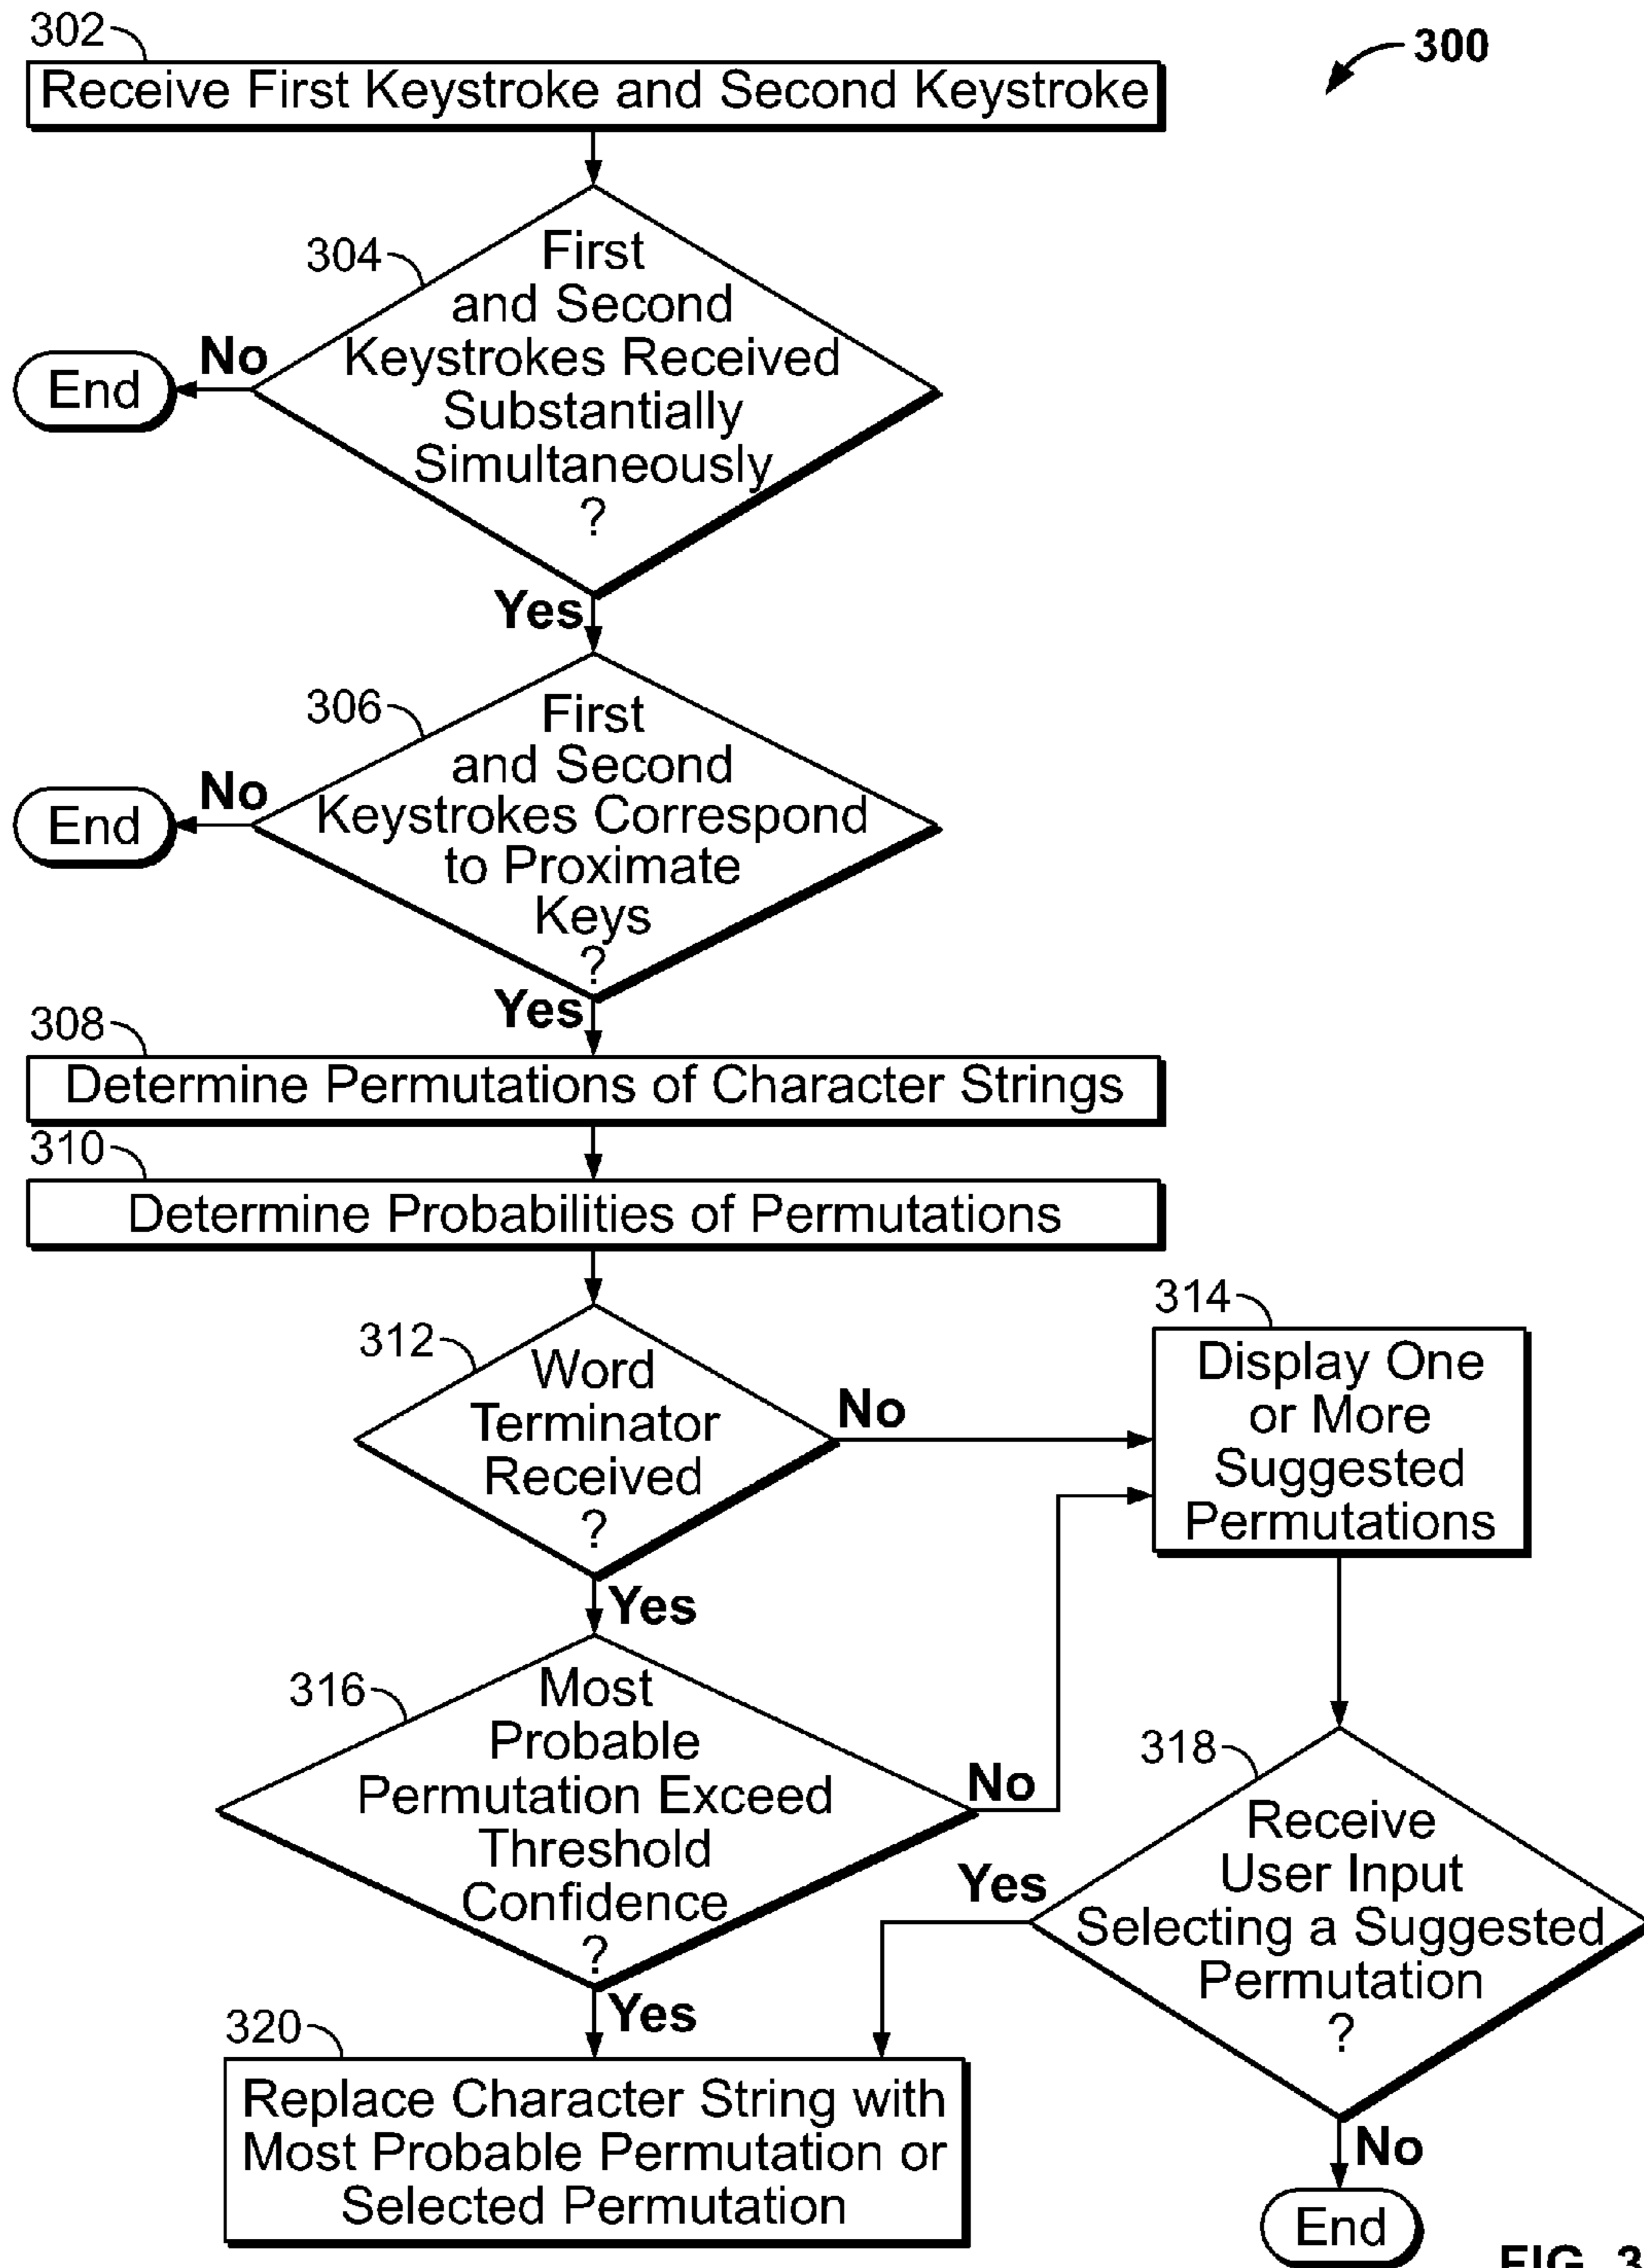 302
300
Receive First Keystroke and Second Keystroke
304
First
and Second
Keystrokes Received
Substantially
Simultaneously
?
No
End
Yes
306
First
and Second
Keystrokes Correspond
to Proximate
Keys
?
No
End
Yes
308
Determine Permutations of Character Strings
310
Determine Probabilities of Permutations
312
Word
Terminator
Received
?
No
314
Display One
or More
Suggested
Permutations
Yes
316
Most
Probable
Permutation Exceed
Threshold
Confidence
?
No
318
Receive
User Input
Selecting a Suggested
Permutation
?
Yes
Yes
320
Replace Character String with
Most Probable Permutation or
Selected Permutation
No
End
FIG. 3